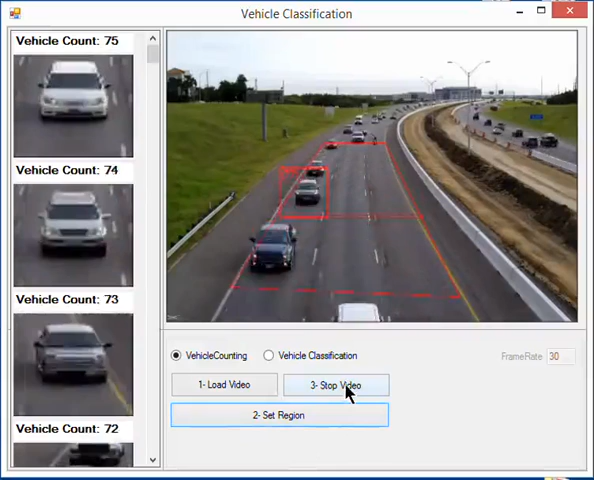 Vehicle Classification
Vehicle Count: 75
Vehicle Count: 74
Vehicle Count: 73
Vehicle Count: 72
VehicleCounting
Vehicle Classification
FrameRate 30
1- Load Video
3- Stop Video
2- Set Region